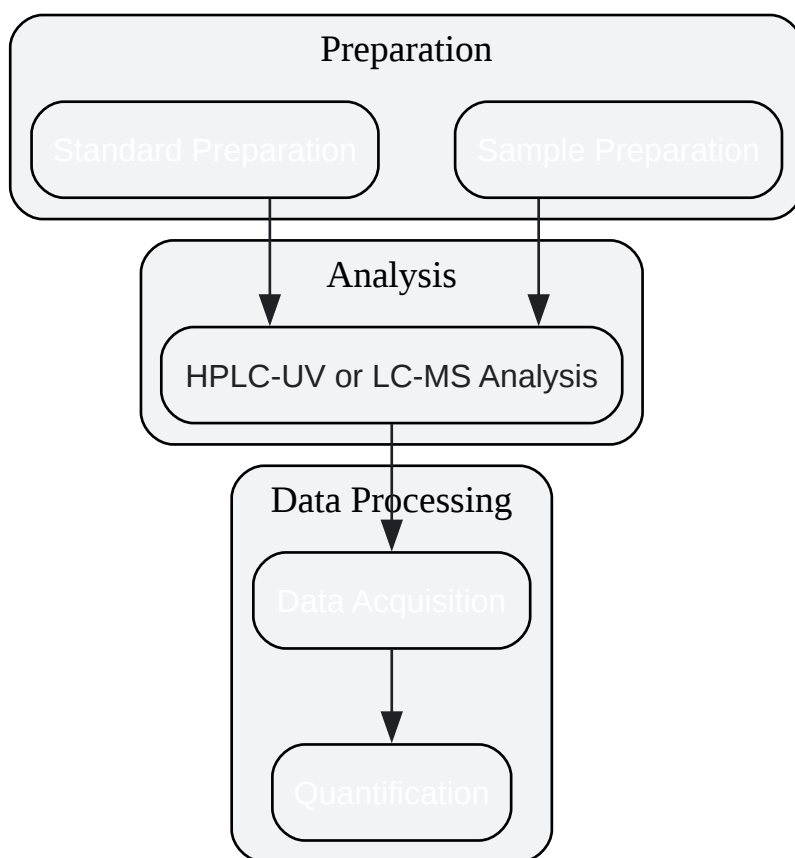 Preparation
Standard Preparation
Sample Preparation
Analysis
HPLC-UV or LC-MS Analysis
Data Processing
Data Acquisition
Quantification